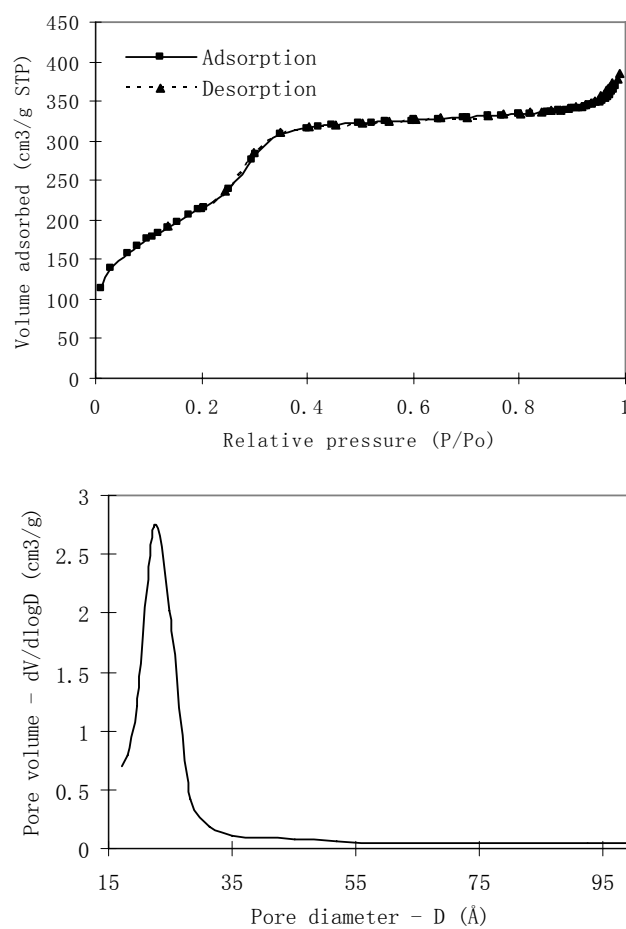 450
400
350
300
250
200
150
100
50
0
Adsorption
Desorption
Volume adsorbed (cm3/g STP)
0 0.2 0.4 0.6 0.8 1
Relative pressure (P/Po)
3
2.5
2
1.5
1
0.5
0
Pore volume - dV/dlogD (cm3/g)
15 35 55 75 95
Pore diameter - D (Å)